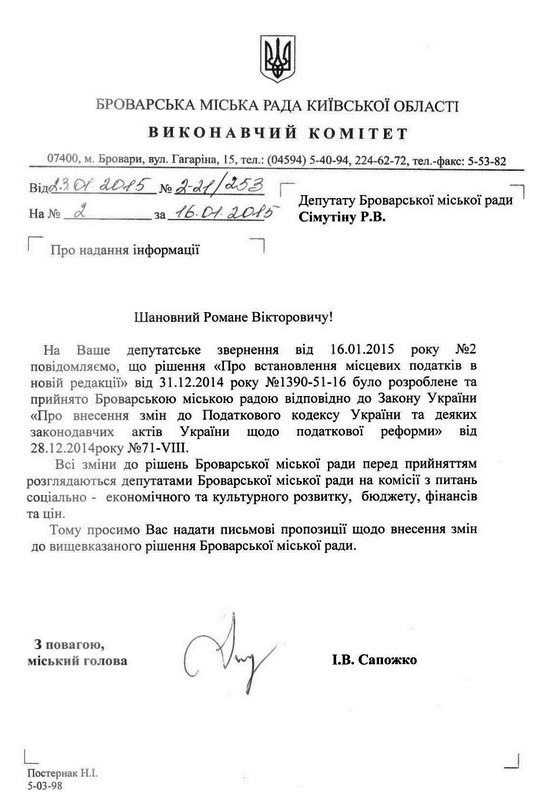 БРОВАРСЬКА МІСЬКА РАДА КИЇВСЬКОЇ ОБЛАСТІ
ВИКОНАВЧИЙ КОМІТЕТ
07400, м. Бровари, вул. Гагаріна, 15, тел.: (04594) 5-40-94, 224-62-72, тел.-факс: 5-53-82
Від 23.01 2015 № 2-21/253
На № 2 за 16.01.2015
Депутату Броварської міської ради
Сімутіну Р.В.
Про надання інформації
Шановний Романе Вікторовичу!
На Ваше депутатське звернення від 16.01.2015 року №2
повідомляємо, що рішення «Про встановлення місцевих податків в
новій редакції» від 31.12.2014 року №1390-51-16 було розроблене та
прийнято Броварською міською радою відповідно до Закону України
«Про внесення змін до Податкового кодексу України та деяких
законодавчих актів України щодо податкової реформи» від
28.12.2014року №71-VIII.
Всі зміни до рішень Броварської міської ради перед прийняттям
розглядаються депутатами Броварської міської ради на комісії з питань
соціально - економічного та культурного розвитку, бюджету, фінансів
та цін.
Тому просимо Вас надати письмові пропозиції щодо внесення змін
до вищевказаного рішення Броварської міської ради.
З повагою,
міський голова
І.В. Сапожко
Постернак Н.І.
5-03-98